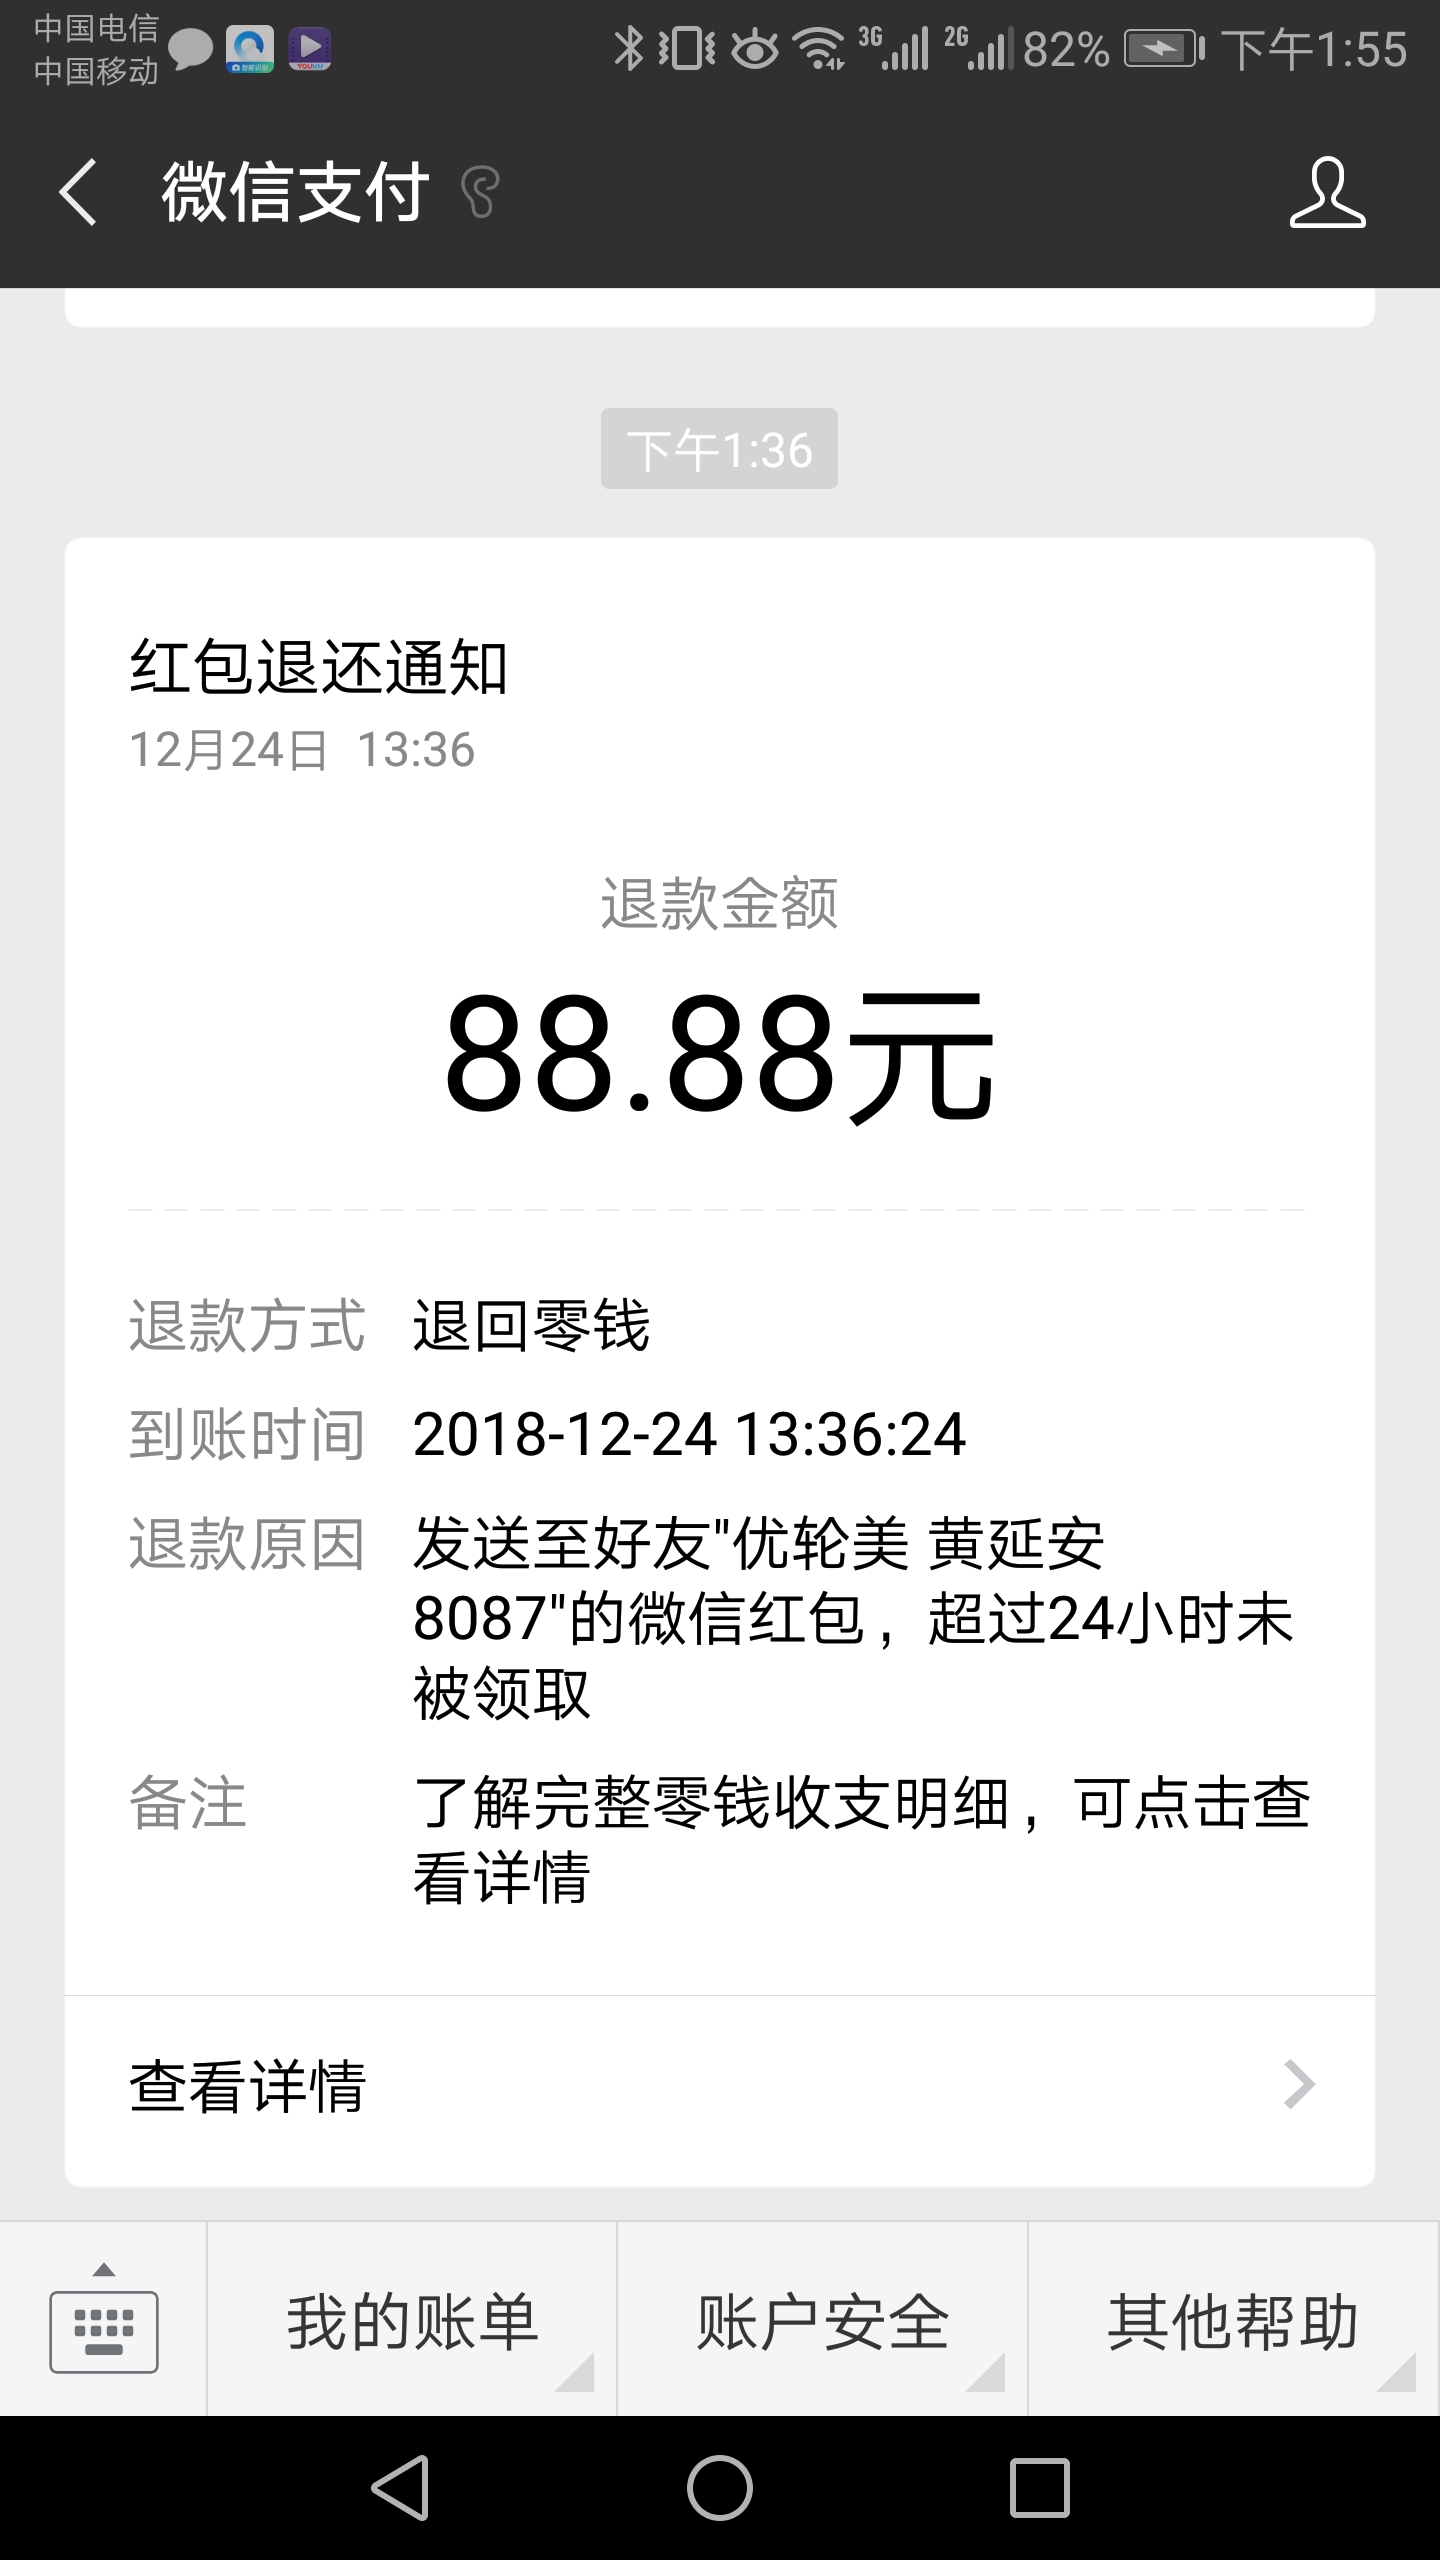 中国电信
中国移动
3G
2G
82%
下午1:55
微信支付
下午1:36
红包退还通知
12月24日 13:36
退款金额
88.88元
退款方式 退回零钱
到账时间 2018-12-24 13:36:24
退款原因 发送至好友"优轮美 黄延安
8087"的微信红包，超过24小时未
被领取
备注 了解完整零钱收支明细，可点击查
看详情
查看详情
我的账单
账户安全
其他帮助